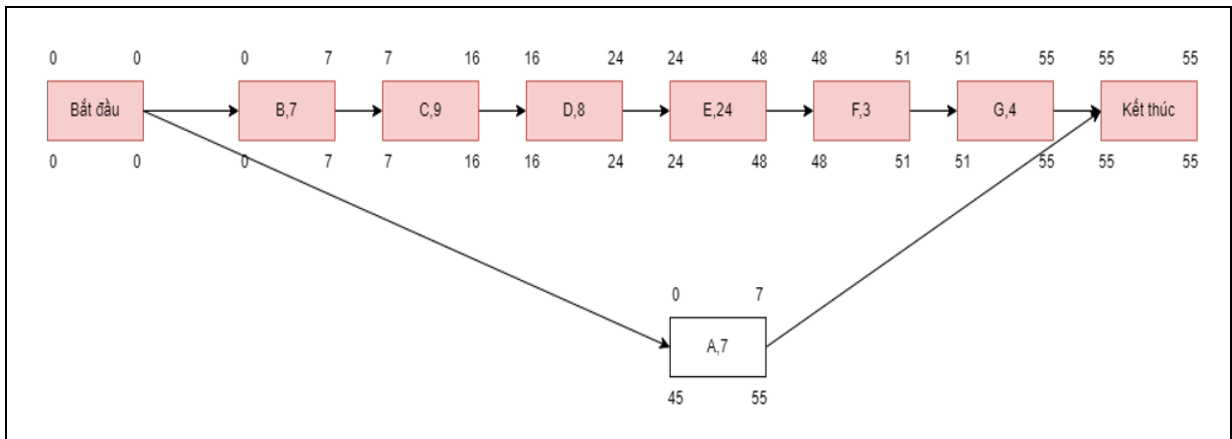 0 0 0 7 7 16 16 24 24 48 48 51 51 55 55 55
Bắt đầu B,7 C,9 D,8 E,24 F,3 G,4 Kết thúc
0 0 0 7 7 16 16 24 24 48 48 51 51 55 55 55
0 7
A,7
45 55